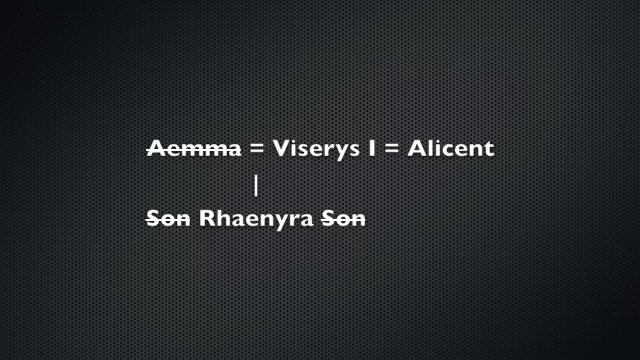 Aemma = Viserys I = Alicent
|
Son Rhaenyra Son